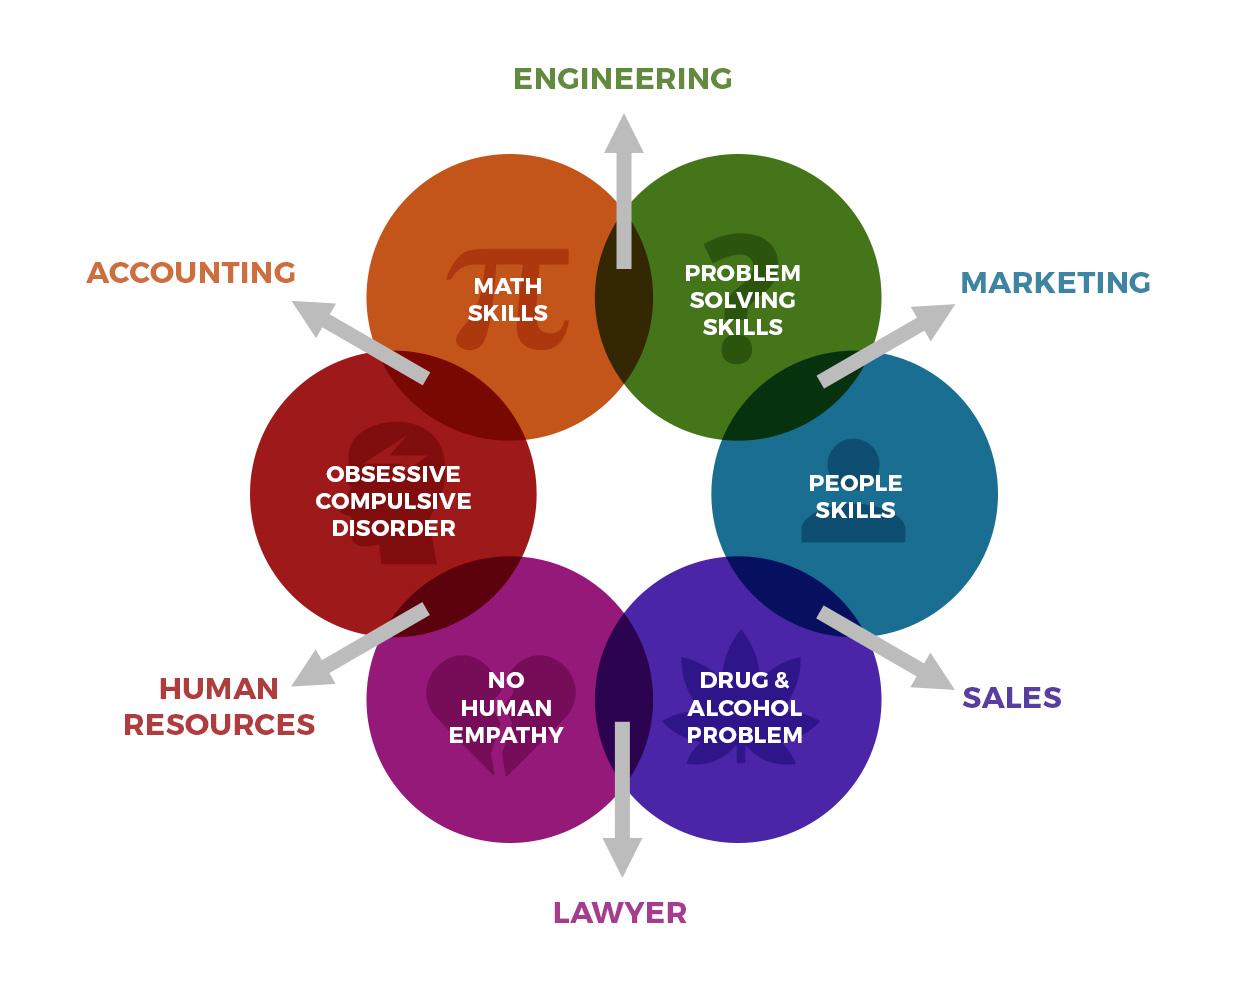 ENGINEERING
ACCOUNTING
MARKETING
MATH
SKILLS
PROBLEM
SOLVING
SKILLS
OBSESSIVE
COMPULSIVE
DISORDER
PEOPLE
SKILLS
NO
HUMAN
EMPATHY
DRUG &
ALCOHOL
PROBLEM
HUMAN
RESOURCES
SALES
LAWYER